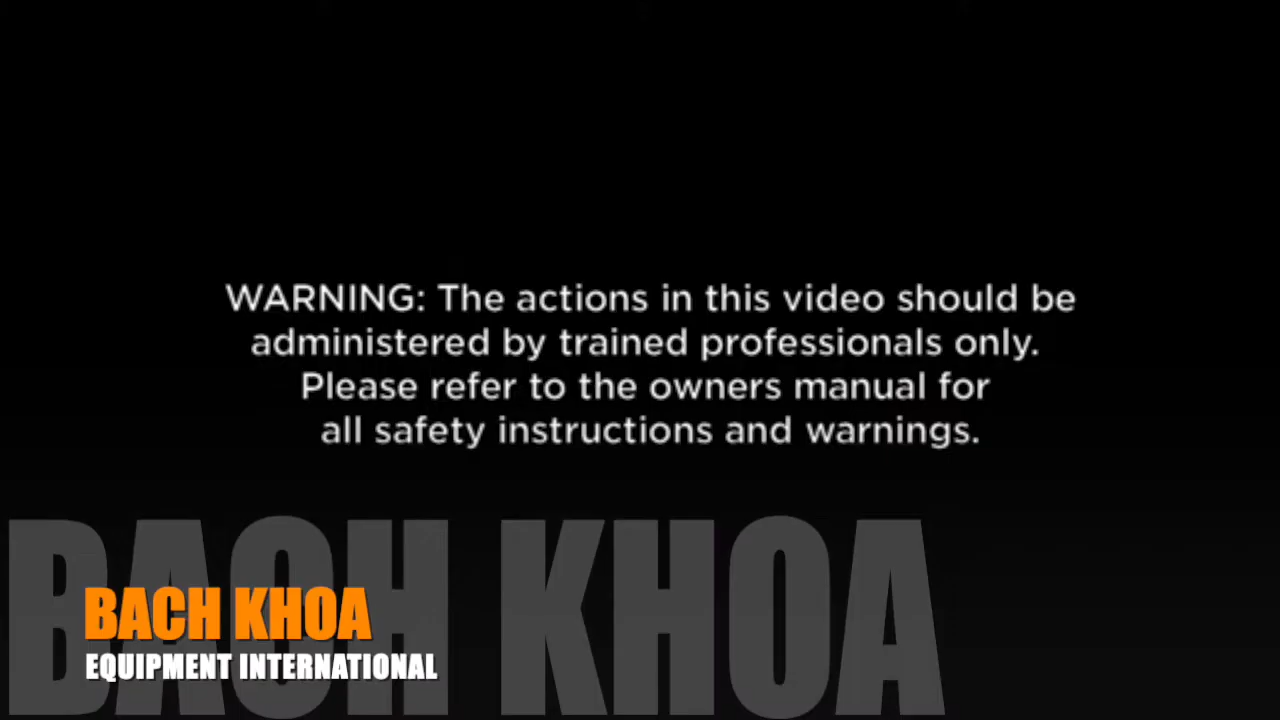 WARNING: The actions in this video should be
administered by trained professionals only.
Please refer to the owners manual for
all safety instructions and warnings.
BACH KHOA
BACH KHOA
EQUIPMENT INTERNATIONAL